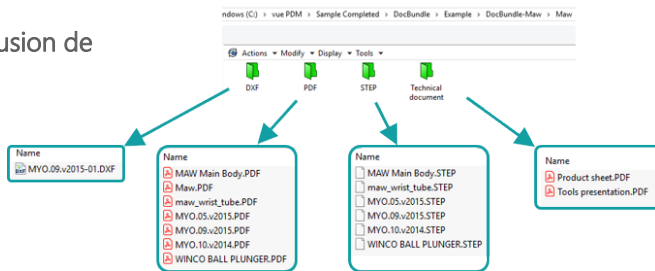 ndows (C:) › vue PDM › Sample Completed › DocBundle › Example › DocBundle-Maw › Maw
usion de
Actions Modify Display Tools
DXF PDF STEP Technical
document
Name
MYO.09.v2015-01.DXF
Name
MAW Main Body.PDF
Maw.PDF
maw_wrist_tube.PDF
MYO.05.v2015.PDF
MYO.09.v2015.PDF
MYO.10.v2014.PDF
WINCO BALL PLUNGER.PDF
Name
MAW Main Body.STEP
maw_wrist_tube.STEP
MYO.05.v2015.STEP
MYO.09.v2015.STEP
MYO.10.v2014.STEP
WINCO BALL PLUNGER.STEP
Name
Product sheet.PDF
Tools presentation.PDF